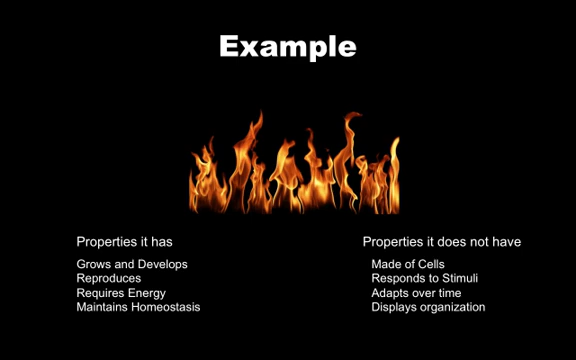 Example
Properties it has
Grows and Develops
Reproduces
Requires Energy
Maintains Homeostasis
Properties it does not have
Made of Cells
Responds to Stimuli
Adapts over time
Displays organization